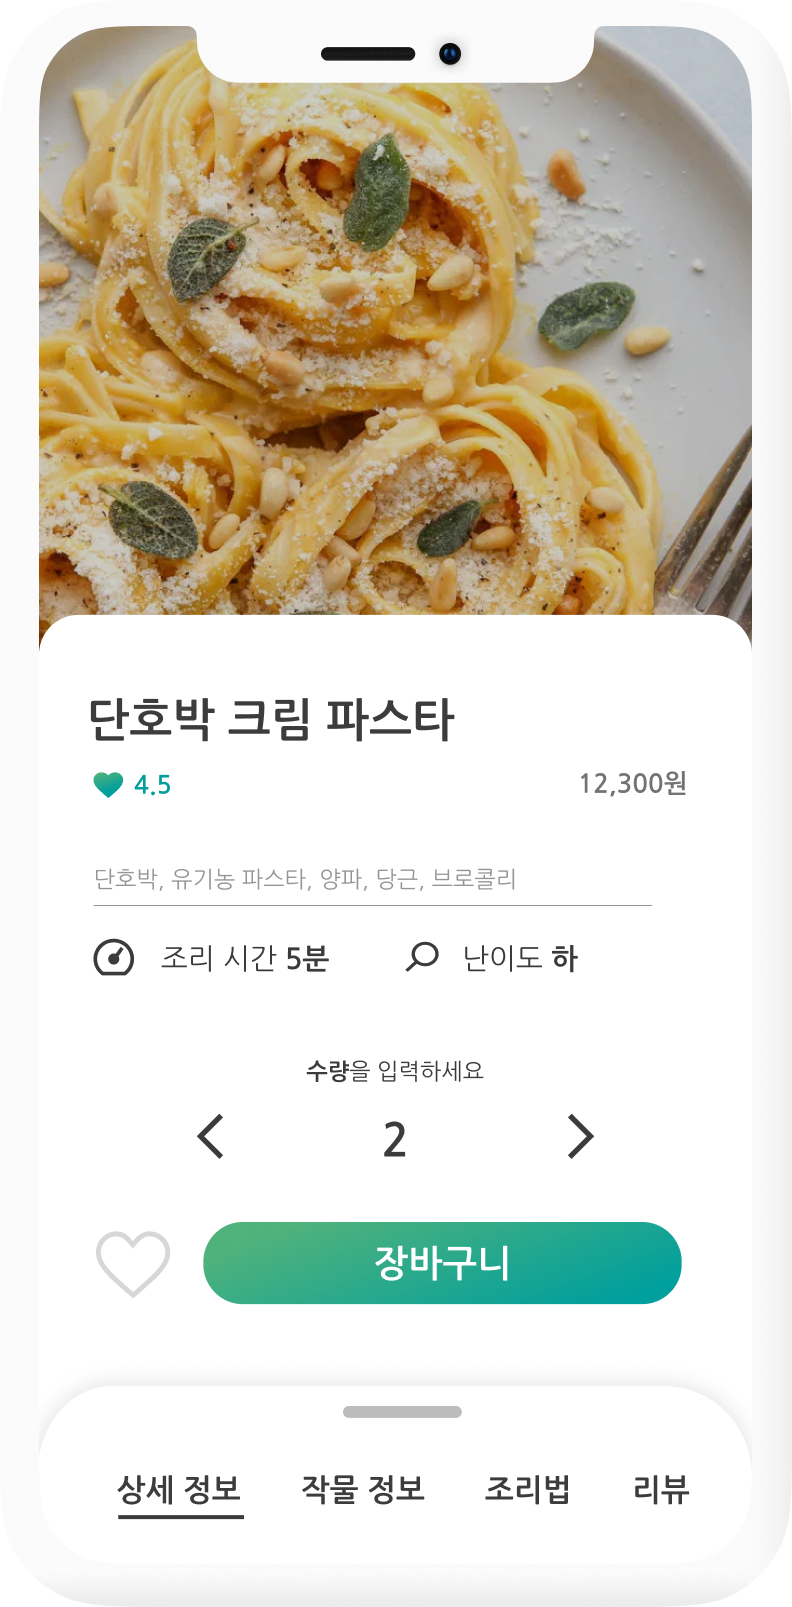 단호박 크림 파스타
4.5
12,300원
단호박, 유기농 파스타, 양파, 당근, 브로콜리
조리 시간 5분
난이도 하
수량을 입력하세요
2
장바구니
상세 정보 작물 정보 조리법 리뷰